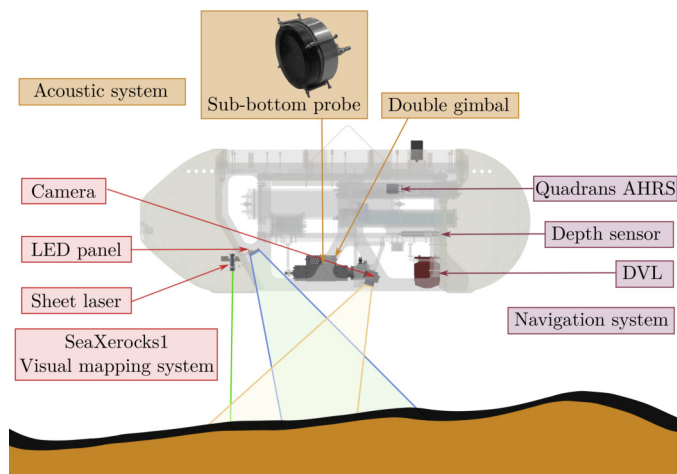 Acoustic system
Sub-bottom probe
Double gimbal
Camera
Quadrans AHRS
LED panel
Depth sensor
Sheet laser
DVL
SeaXerocks1
Visual mapping system
Navigation system